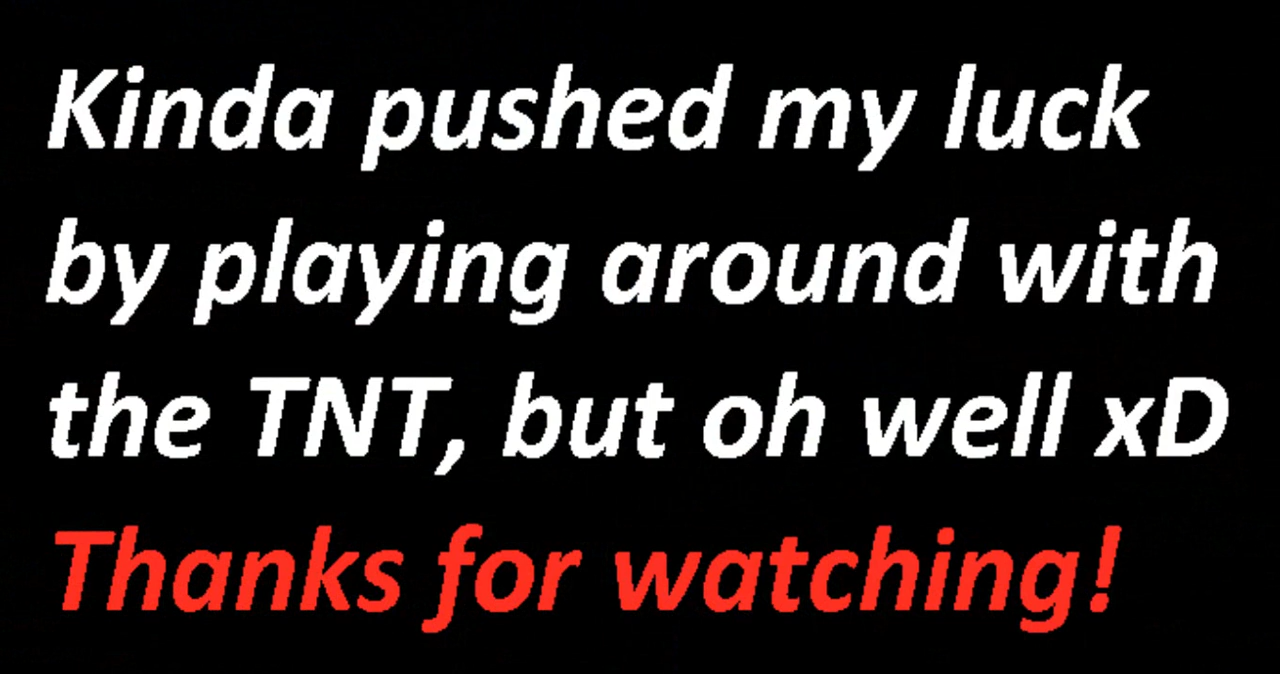 Kinda pushed my luck
by playing around with
the TNT, but oh well xD
Thanks for watching!